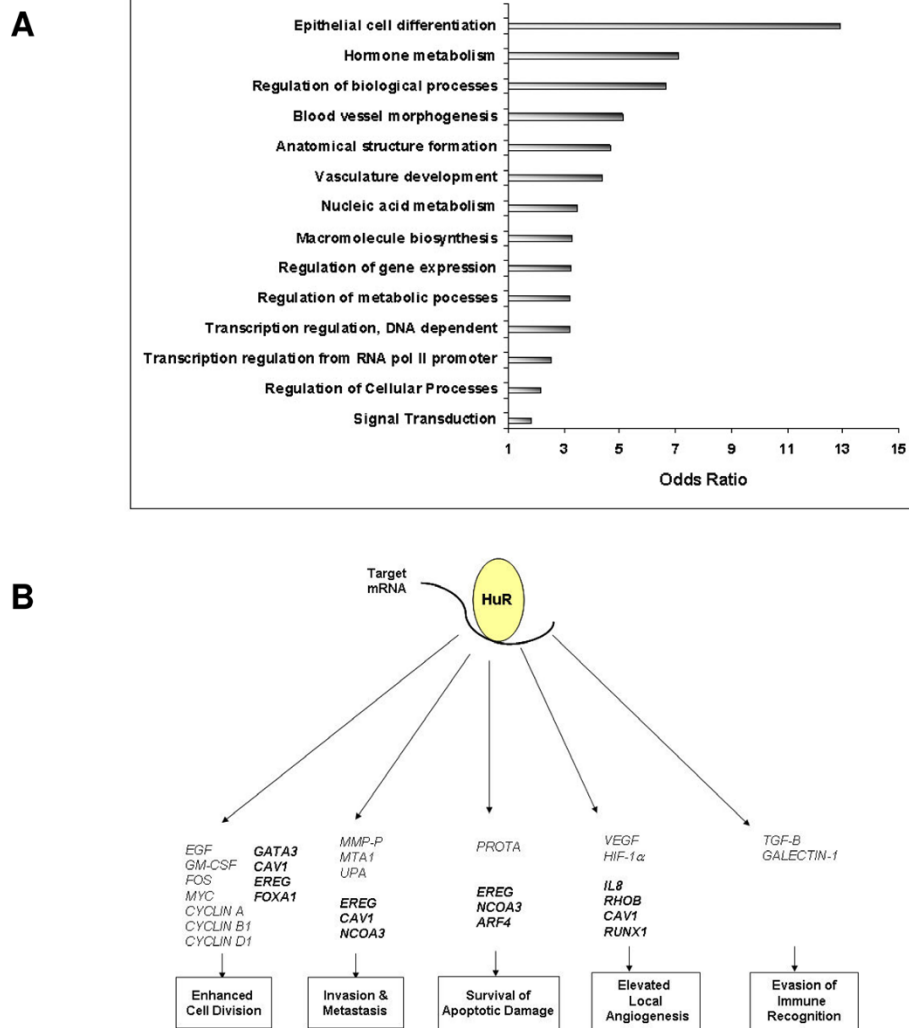 A
Epithelial cell differentiation
Hormone metabolism
Regulation of biological processes
Blood vessel morphogenesis
Anatomical structure formation
Vasculature development
Nucleic acid metabolism
Macromolecule biosynthesis
Regulation of gene expression
Regulation of metabolic pocesses
Transcription regulation, DNA dependent
Transcription regulation from RNA pol II promoter
Regulation of Cellular Processes
Signal Transduction
1 3 5 7 9 11 13 15
Odds Ratio
B
Target
mRNA
HuR
EGF
GM-CSF
FOS
MYC
CYCLIN A
CYCLIN B1
CYCLIN D1
GATA3
CAV1
EREG
FOXA1
Enhanced
Cell Division
MMP-P
MTA1
UPA
EREG
CAV1
NCOA3
Invasion &
Metastasis
PROTA
EREG
NCOA3
ARF4
Survival of
Apoptotic Damage
VEGF
HIF-1α
IL8
RHOB
CAV1
RUNX1
Elevated
Local
Angiogenesis
TGF-B
GALECTIN-1
Evasion of
Immune
Recognition